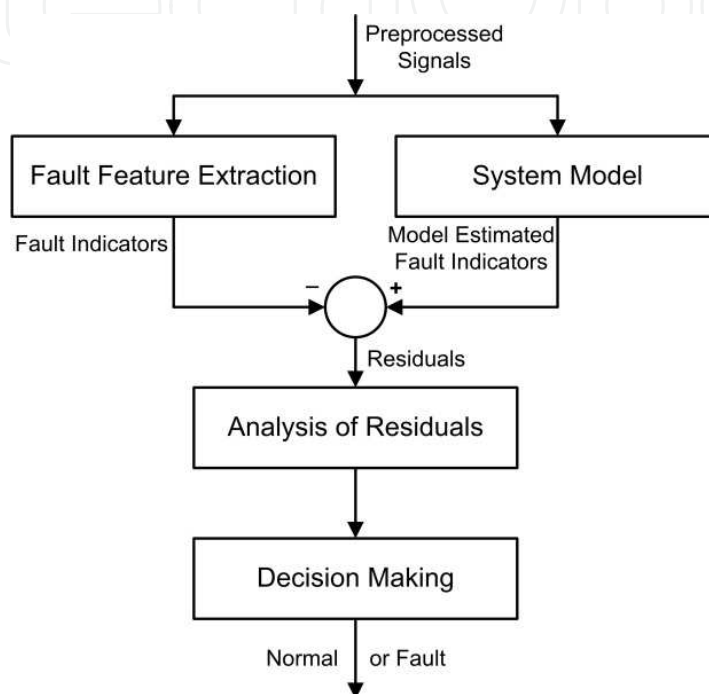 Preprocessed
Signals
Fault Feature Extraction
System Model
Fault Indicators
Model Estimated
Fault Indicators
− +
Residuals
Analysis of Residuals
Decision Making
Normal or Fault